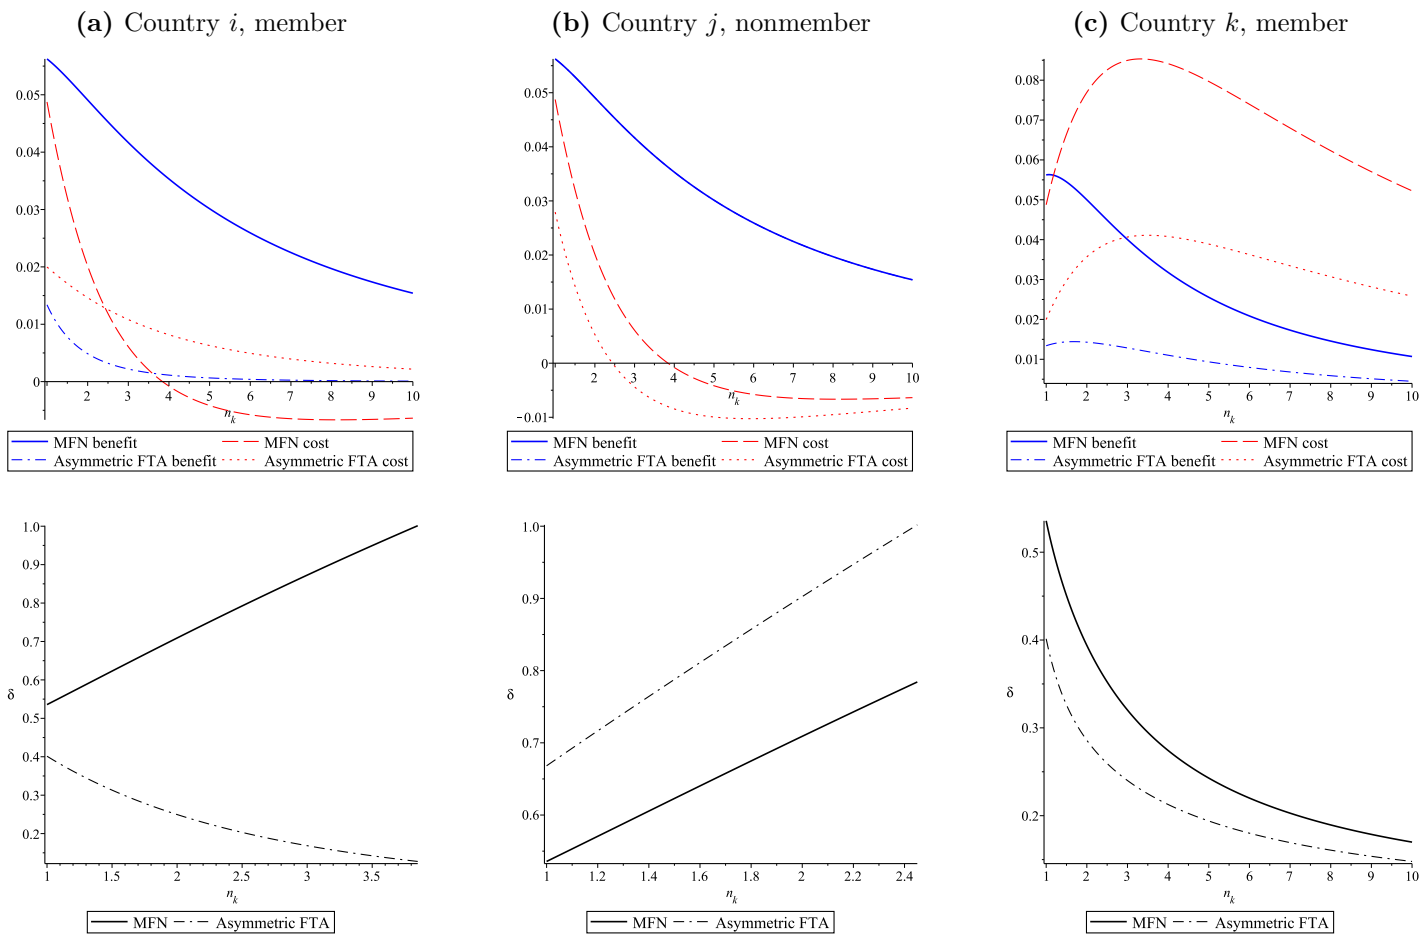 (a) Country i, member
(b) Country j, nonmember
(c) Country k, member
0.05
0.04
0.03
0.02
0.01
0
2 3 4 5 6 7 8 9 10
n_k
MFN benefit MFN cost
Asymmetric FTA benefit Asymmetric FTA cost
0.05
0.04
0.03
0.02
0.01
0
−0.01
2 3 4 5 6 7 8 9 10
n_k
MFN benefit MFN cost
Asymmetric FTA benefit Asymmetric FTA cost
0.08
0.07
0.06
0.05
0.04
0.03
0.02
0.01
1 2 3 4 5 6 7 8 9 10
n_k
MFN benefit MFN cost
Asymmetric FTA benefit Asymmetric FTA cost
1.0
0.9
0.8
0.7
0.6
δ
0.5
0.4
0.3
0.2
1 1.5 2 2.5 3 3.5
n_k
MFN Asymmetric FTA
1.0
0.9
0.8
δ
0.7
0.6
1 1.2 1.4 1.6 1.8 2 2.2 2.4
n_k
MFN Asymmetric FTA
0.5
0.4
δ
0.3
0.2
1 2 3 4 5 6 7 8 9 10
n_k
MFN Asymmetric FTA